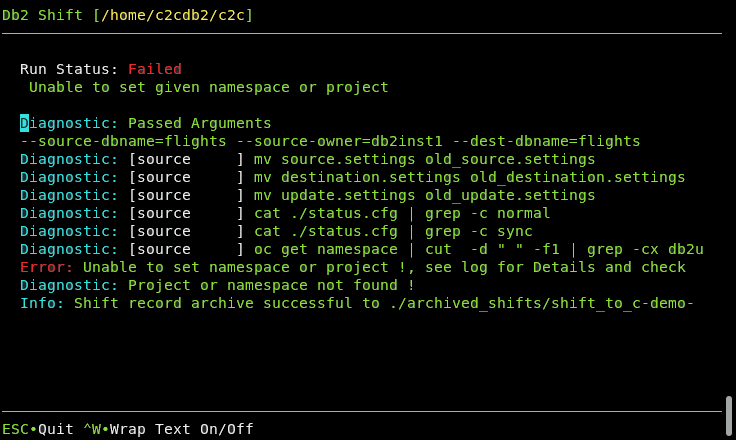 Db2 Shift [/home/c2cdb2/c2c]
Run Status: Failed
Unable to set given namespace or project
Diagnostic: Passed Arguments
--source-dbname=flights --source-owner=db2inst1 --dest-dbname=flights
Diagnostic: [source     ] mv source.settings old_source.settings
Diagnostic: [source     ] mv destination.settings old_destination.settings
Diagnostic: [source     ] mv update.settings old_update.settings
Diagnostic: [source     ] cat ./status.cfg | grep -c normal
Diagnostic: [source     ] cat ./status.cfg | grep -c sync
Diagnostic: [source     ] oc get namespace | cut  -d " " -f1 | grep -cx db2u
Error: Unable to set namespace or project !, see log for Details and check
Diagnostic: Project or namespace not found !
Info: Shift record archive successful to ./archived_shifts/shift_to_c-demo-
ESC•Quit ^W•Wrap Text On/Off